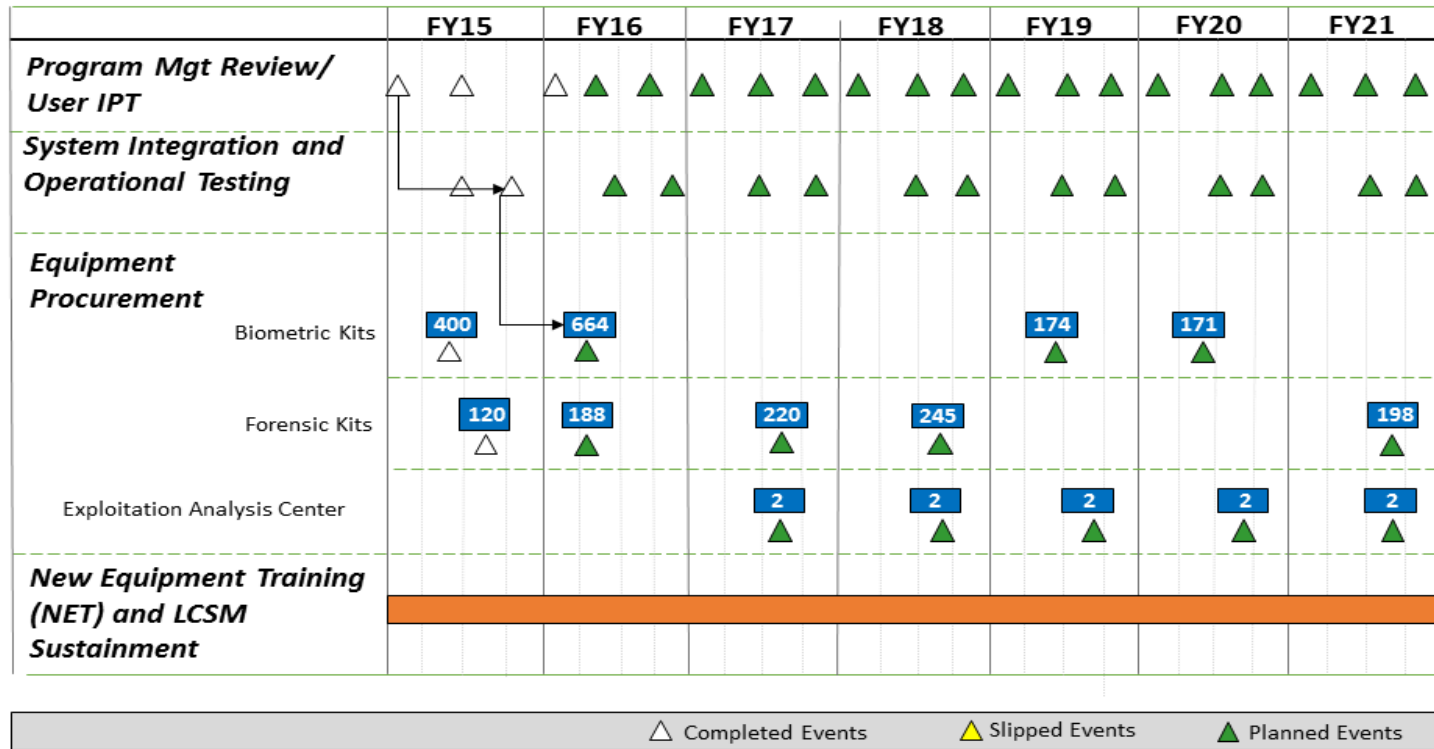 FY15 FY16 FY17 FY18 FY19 FY20 FY21
Program Mgt Review/
User IPT
System Integration and
Operational Testing
Equipment
Procurement
Biometric Kits 400 664 174 171
Forensic Kits 120 188 220 245 198
Exploitation Analysis Center 2 2 2 2 2
New Equipment Training
(NET) and LCSM
Sustainment
Completed Events Slipped Events Planned Events